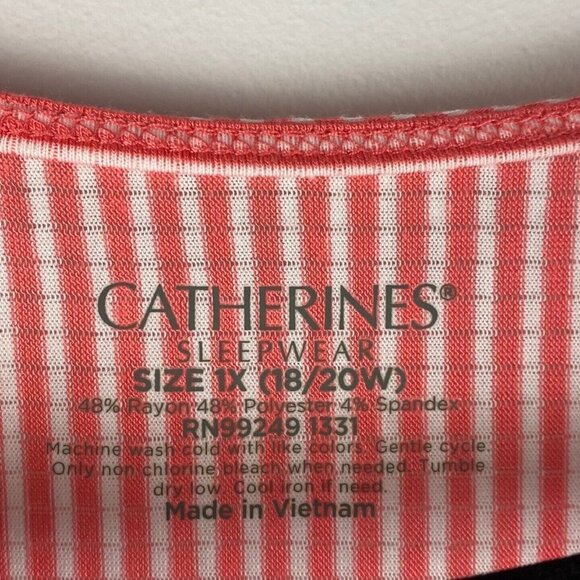 CATHERINES®
SLEEPWEAR
SIZE 1X (18/20W)
48% Rayon 48% Polyester 4% Spandex
RN99249 1331
Machine wash cold with like colors. Gentle cycle.
Only non chlorine bleach when needed. Tumble
dry low. Cool iron if need.
Made in Vietnam